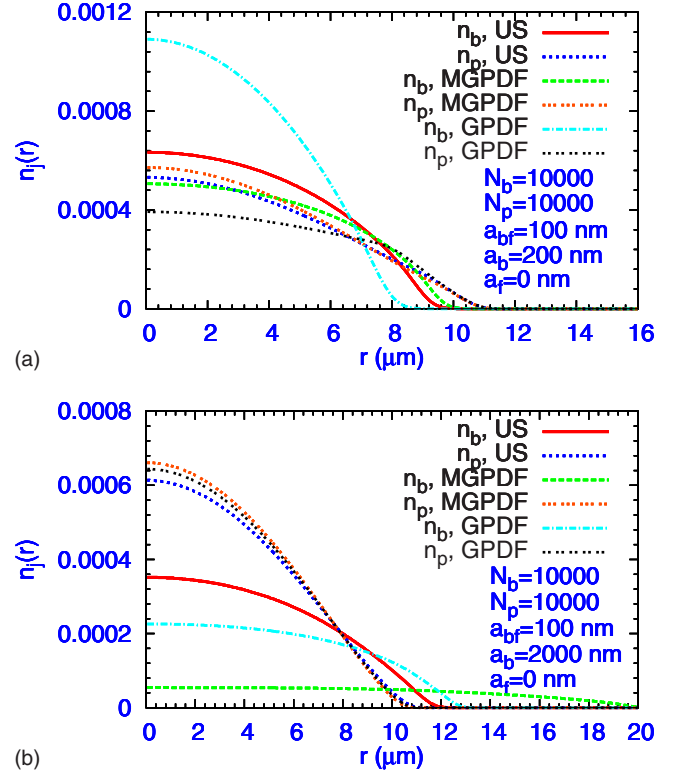 0.0012
n_b, US
n_p, US
n_b, MGPDF
n_p, MGPDF
n_b, GPDF
n_p, GPDF
0.0008
n_j(r)
N_b=10000
N_p=10000
a_bf=100 nm
a_b=200 nm
a_f=0 nm
0.0004
0
0 2 4 6 8 10 12 14 16
(a)
r (μm)
0.0008
n_b, US
n_p, US
n_b, MGPDF
n_p, MGPDF
n_b, GPDF
n_p, GPDF
0.0006
n_j(r)
0.0004
N_b=10000
N_p=10000
a_bf=100 nm
a_b=2000 nm
a_f=0 nm
0.0002
0
0 2 4 6 8 10 12 14 16 18 20
(b)
r (μm)